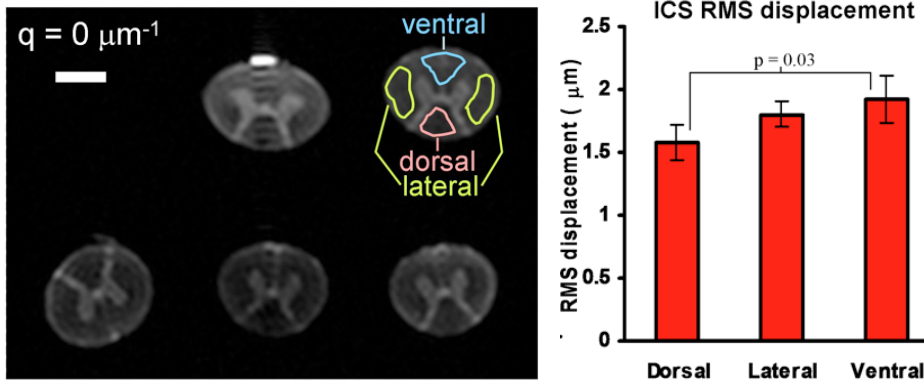 q = 0 μm-1
ventral
dorsal
lateral
ICS RMS displacement
p = 0.03
RMS displacement ( μm)
2.5
2
1.5
1
0.5
0
Dorsal Lateral Ventral